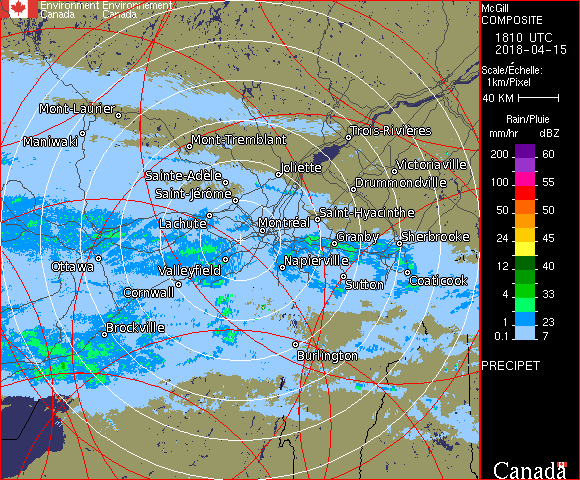 Environment Environnement
Canada Canada
McGill
COMPOSITE
1810 UTC
2018-04-15
Scale/Échelle:
1km/Pixel
40 KM
Rain/Pluie
mm/hr dBZ
200 60
100 55
50 50
24 45
12 40
4 33
1 23
0.1 7
PRECIPET
Mont-Laurier
Maniwaki
Mont-Tremblant
Trois-Rivières
Sainte-Adèle
Joliette
Victoriaville
Saint-Jérôme
Drummondville
Lachute
Montréal
Saint-Hyacinthe
Granby
Sherbrooke
Ottawa
Valleyfield
Napierville
Cornwall
Sutton
Coaticook
Brockville
Burlington
Canada